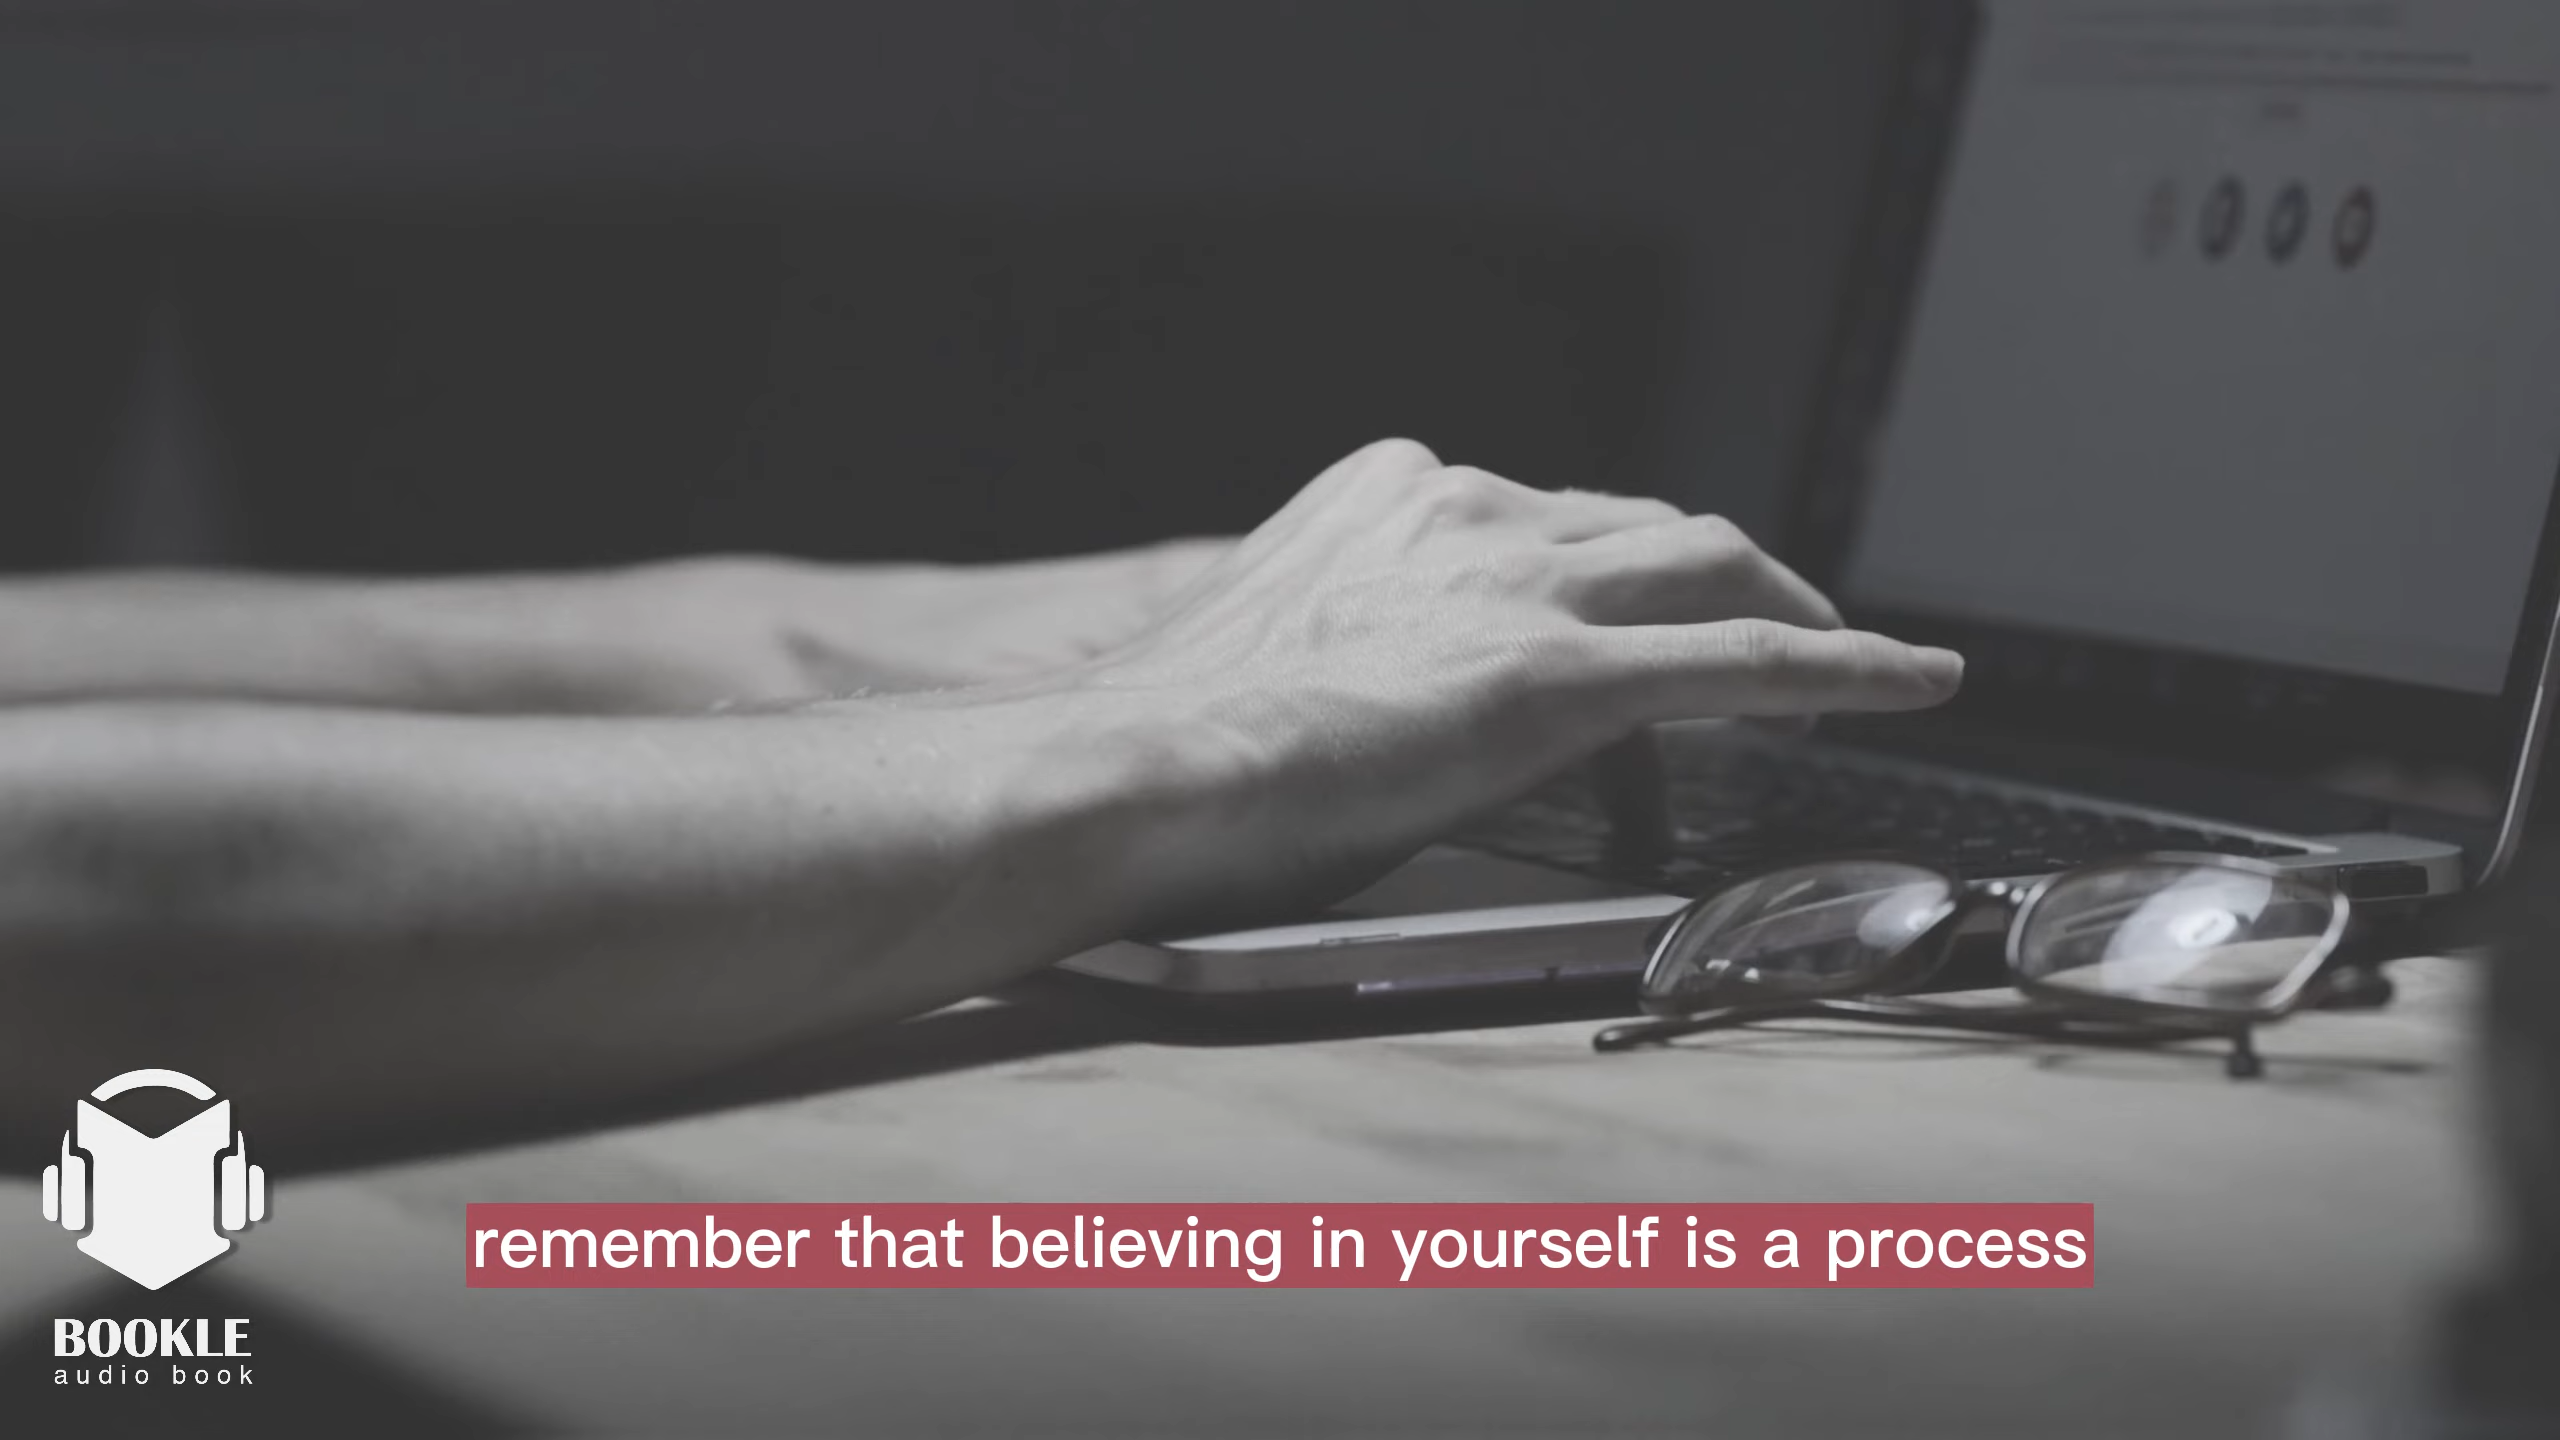 remember that believing in yourself is a process
BOOKLE
audio book